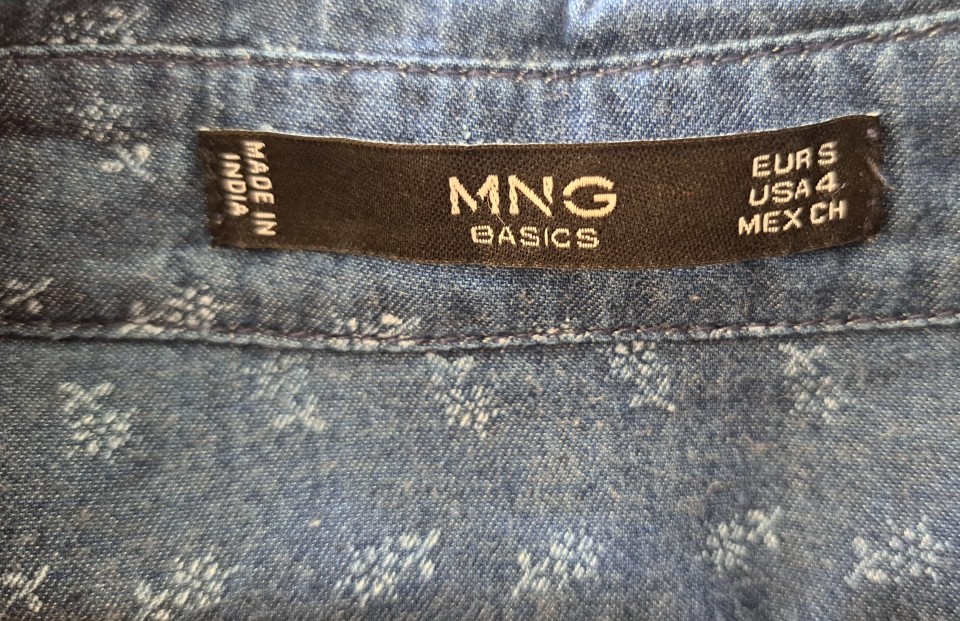 MADE IN
INDIA
MNG
BASICS
EUR S
USA 4
MEX CH